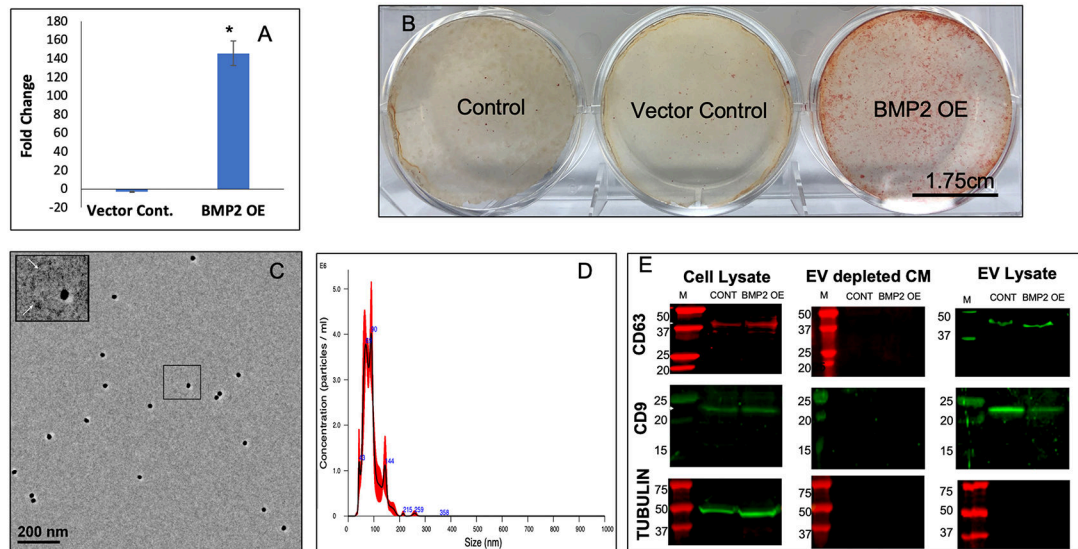 A
Fold Change
180
160
140
120
100
80
60
40
20
0
-20
*
Vector Cont. BMP2 OE
B
Control
Vector Control
BMP2 OE
1.75cm
C
200 nm
D
E6
Concentration (particles / ml)
5.0
4.0
3.0
2.0
1.0
0
90
144
215 259
358
0 100 200 300 400 500 600 700 800 900 1000
Size (nm)
E
Cell Lysate EV depleted CM EV Lysate
M CONT BMP2 OE M CONT BMP2 OE M CONT BMP2 OE
CD63
50
37
25
20
50
37
25
20
50
37
CD9
25
20
15
25
20
15
25
20
15
TUBULIN
75
50
37
75
50
37
75
50
37